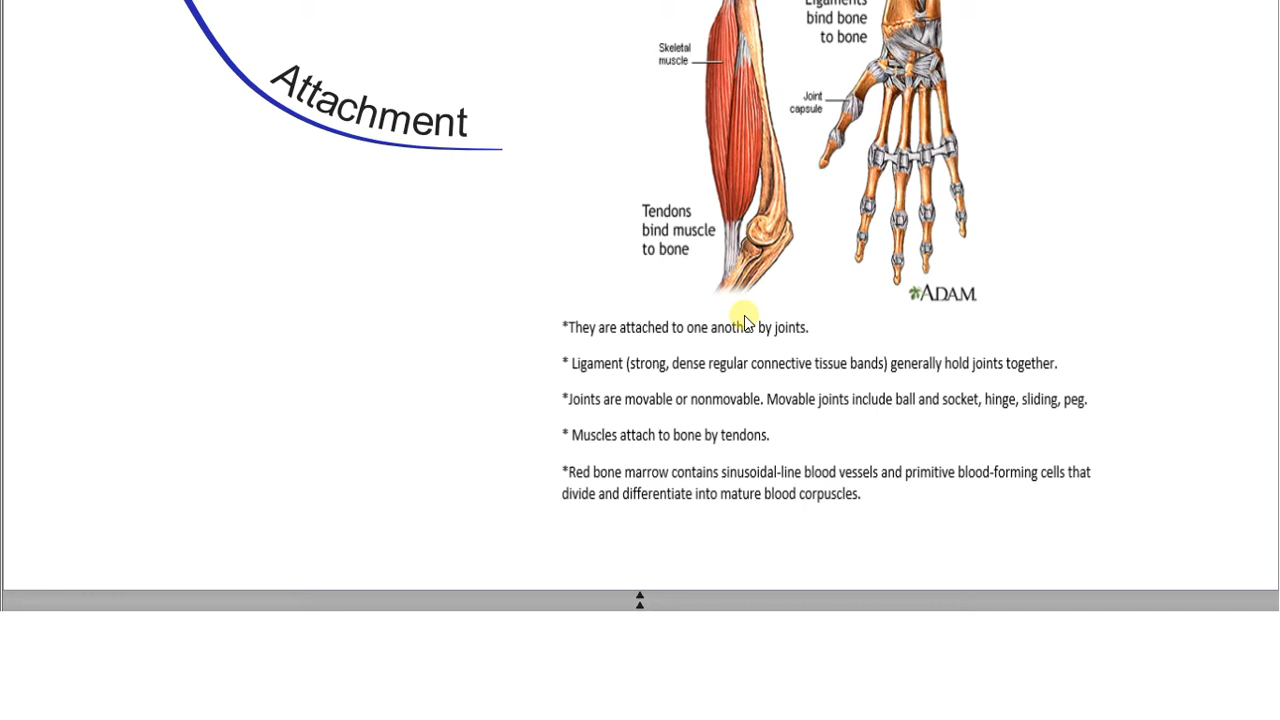 Ligaments
bind bone
to bone
Skeletal
muscle
Joint
capsule
Attachment
Tendons
bind muscle
to bone
ADAM
*They are attached to one another by joints.
* Ligament (strong, dense regular connective tissue bands) generally hold joints together.
*Joints are movable or nonmovable. Movable joints include ball and socket, hinge, sliding, peg.
* Muscles attach to bone by tendons.
*Red bone marrow contains sinusoidal-line blood vessels and primitive blood-forming cells that
divide and differentiate into mature blood corpuscles.